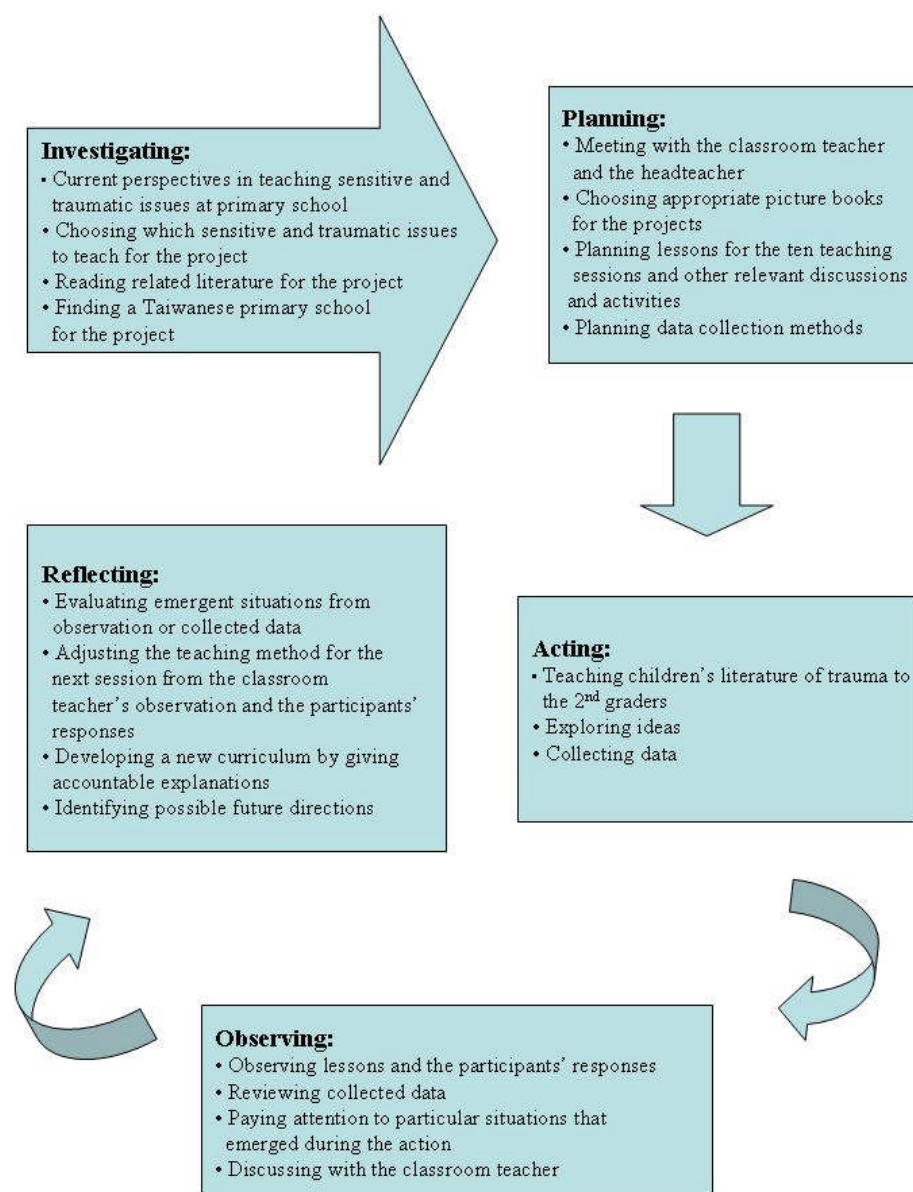 Investigating:
• Current perspectives in teaching sensitive and
traumatic issues at primary school
• Choosing which sensitive and traumatic issues
to teach for the project
• Reading related literature for the project
• Finding a Taiwanese primary school
for the project
Planning:
• Meeting with the classroom teacher
and the headteacher
• Choosing appropriate picture books
for the projects
• Planning lessons for the ten teaching
sessions and other relevant discussions
and activities
• Planning data collection methods
Acting:
• Teaching children’s literature of trauma to
the 2nd graders
• Exploring ideas
• Collecting data
Observing:
• Observing lessons and the participants’ responses
• Reviewing collected data
• Paying attention to particular situations that
emerged during the action
• Discussing with the classroom teacher
Reflecting:
• Evaluating emergent situations from
observation or collected data
• Adjusting the teaching method for the
next session from the classroom
teacher’s observation and the participants’
responses
• Developing a new curriculum by giving
accountable explanations
• Identifying possible future directions